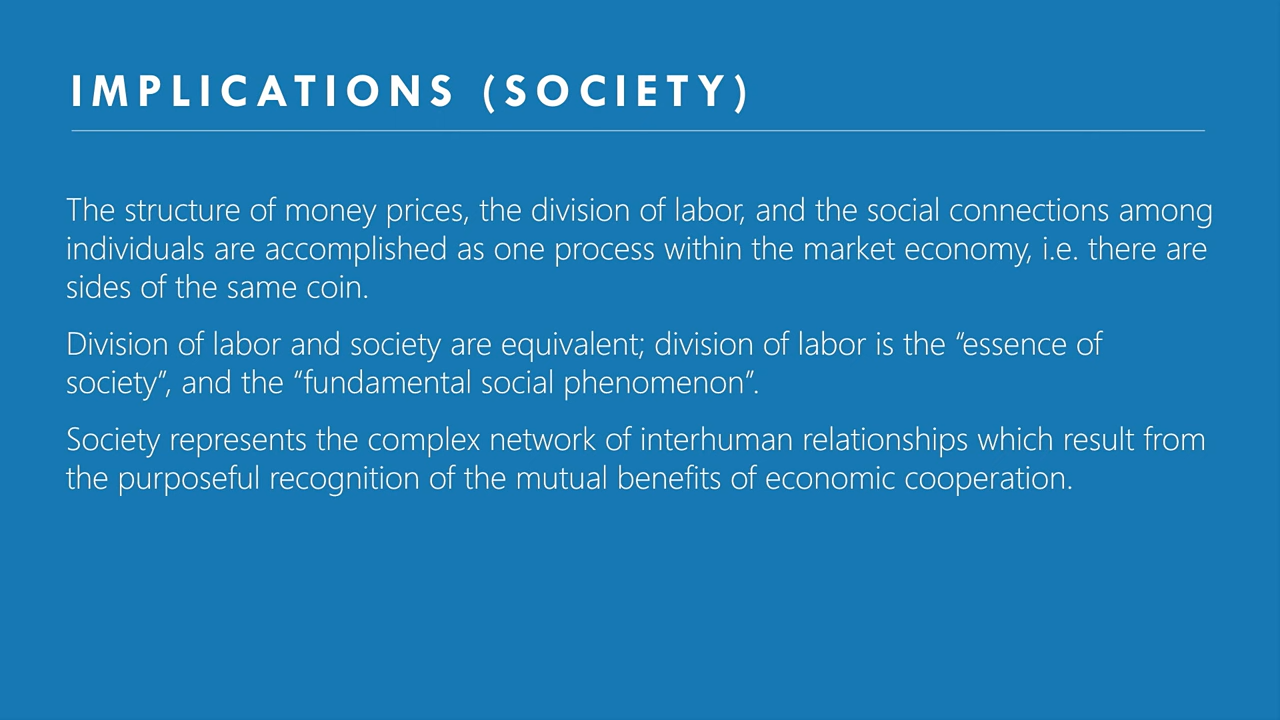 IMPLICATIONS (SOCIETY)
The structure of money prices, the division of labor, and the social connections among
individuals are accomplished as one process within the market economy, i.e. there are
sides of the same coin.
Division of labor and society are equivalent; division of labor is the “essence of
society”, and the “fundamental social phenomenon”.
Society represents the complex network of interhuman relationships which result from
the purposeful recognition of the mutual benefits of economic cooperation.